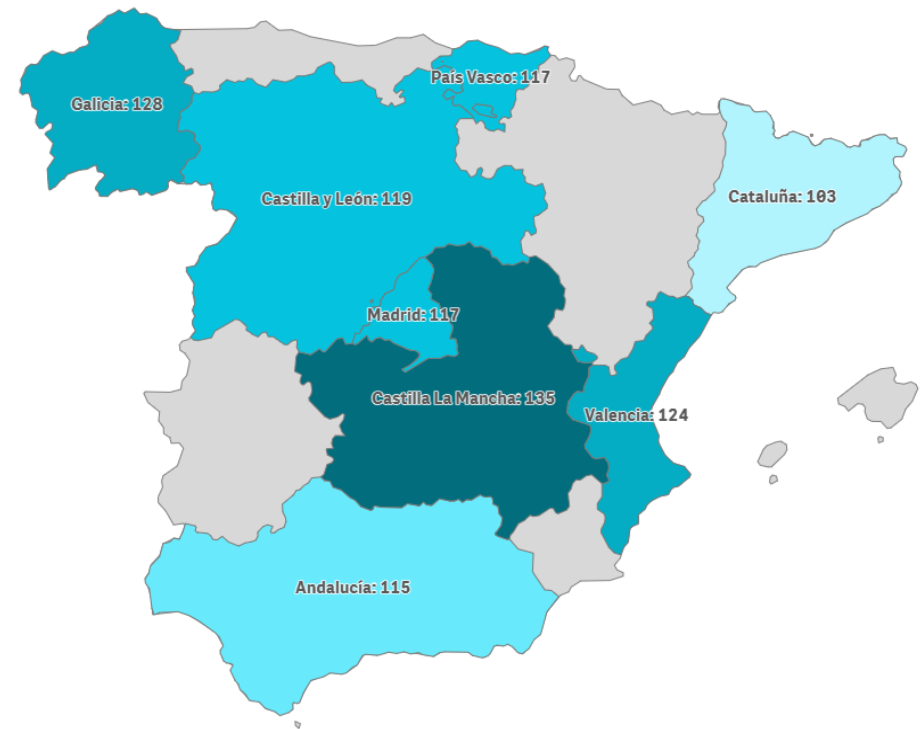 País Vasco: 117
Galicia: 128
Castilla y León: 119
Cataluña: 103
Madrid: 117
Castilla La Mancha: 135
Valencia: 124
Andalucía: 115